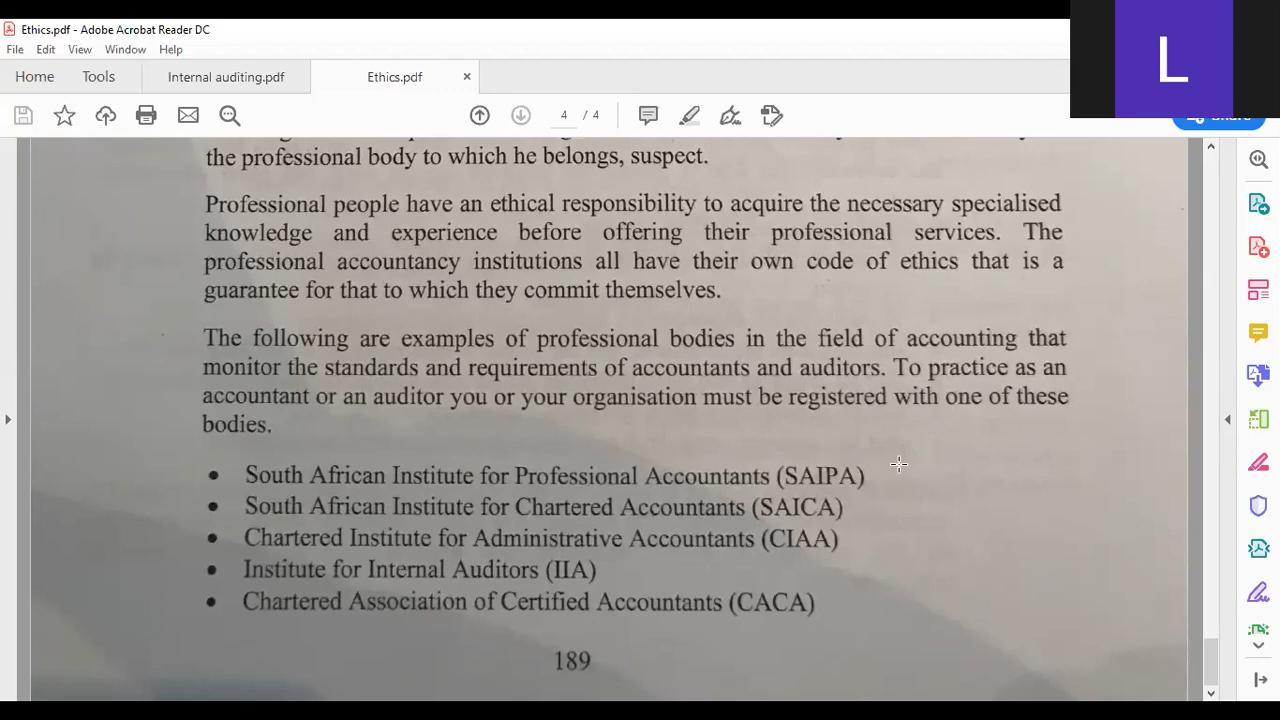 Ethics.pdf - Adobe Acrobat Reader DC
File Edit View Window Help
Home Tools Internal auditing.pdf Ethics.pdf ×
4 / 4
L
the professional body to which he belongs, suspect.
Professional people have an ethical responsibility to acquire the necessary specialised
knowledge and experience before offering their professional services. The
professional accountancy institutions all have their own code of ethics that is a
guarantee for that to which they commit themselves.
The following are examples of professional bodies in the field of accounting that
monitor the standards and requirements of accountants and auditors. To practice as an
accountant or an auditor you or your organisation must be registered with one of these
bodies.
• South African Institute for Professional Accountants (SAIPA)
• South African Institute for Chartered Accountants (SAICA)
• Chartered Institute for Administrative Accountants (CIAA)
• Institute for Internal Auditors (IIA)
• Chartered Association of Certified Accountants (CACA)
189